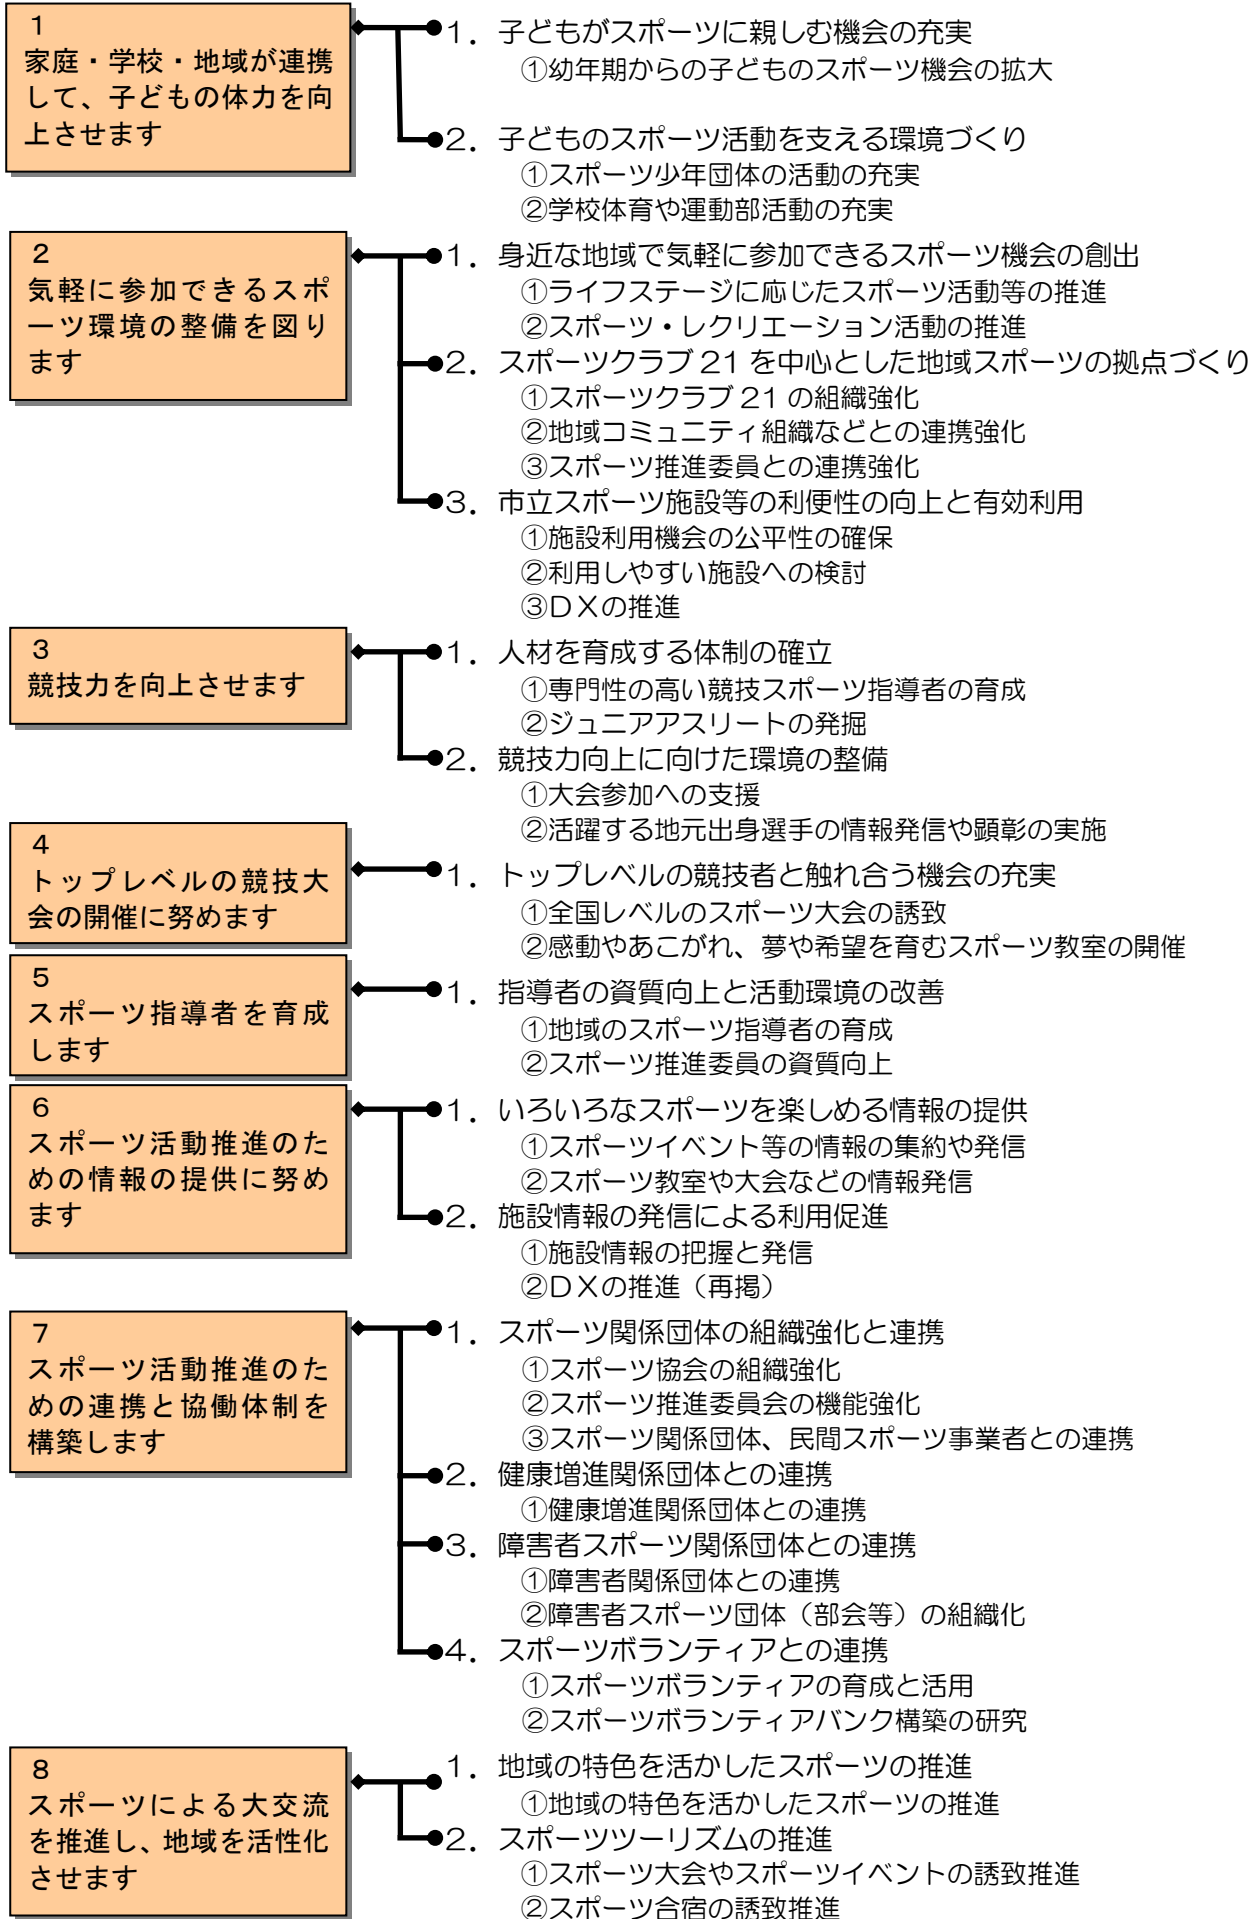 1
家庭・学校・地域が連携
して、子どもの体力を向
上させます
1．子どもがスポーツに親しむ機会の充実
①幼年期からの子どものスポーツ機会の拡大
2．子どものスポーツ活動を支える環境づくり
①スポーツ少年団体の活動の充実
②学校体育や運動部活動の充実
2
気軽に参加できるスポ
ーツ環境の整備を図り
ます
1．身近な地域で気軽に参加できるスポーツ機会の創出
①ライフステージに応じたスポーツ活動等の推進
②スポーツ・レクリエーション活動の推進
2．スポーツクラブ 21 を中心とした地域スポーツの拠点づくり
①スポーツクラブ 21 の組織強化
②地域コミュニティ組織などとの連携強化
③スポーツ推進委員との連携強化
3．市立スポーツ施設等の利便性の向上と有効利用
①施設利用機会の公平性の確保
②利用しやすい施設への検討
③ＤＸの推進
3
競技力を向上させます
1．人材を育成する体制の確立
①専門性の高い競技スポーツ指導者の育成
②ジュニアアスリートの発掘
2．競技力向上に向けた環境の整備
①大会参加への支援
②活躍する地元出身選手の情報発信や顕彰の実施
4
トップレベルの競技大
会の開催に努めます
1．トップレベルの競技者と触れ合う機会の充実
①全国レベルのスポーツ大会の誘致
②感動やあこがれ、夢や希望を育むスポーツ教室の開催
5
スポーツ指導者を育成
します
1．指導者の資質向上と活動環境の改善
①地域のスポーツ指導者の育成
②スポーツ推進委員の資質向上
6
スポーツ活動推進のた
めの情報の提供に努め
ます
1．いろいろなスポーツを楽しめる情報の提供
①スポーツイベント等の情報の集約や発信
②スポーツ教室や大会などの情報発信
2．施設情報の発信による利用促進
①施設情報の把握と発信
②ＤＸの推進（再掲）
7
スポーツ活動推進のた
めの連携と協働体制を
構築します
1．スポーツ関係団体の組織強化と連携
①スポーツ協会の組織強化
②スポーツ推進委員会の機能強化
③スポーツ関係団体、民間スポーツ事業者との連携
2．健康増進関係団体との連携
①健康増進関係団体との連携
3．障害者スポーツ関係団体との連携
①障害者関係団体との連携
②障害者スポーツ団体（部会等）の組織化
4．スポーツボランティアとの連携
①スポーツボランティアの育成と活用
②スポーツボランティアバンク構築の研究
8
スポーツによる大交流
を推進し、地域を活性化
させます
1．地域の特色を活かしたスポーツの推進
①地域の特色を活かしたスポーツの推進
2．スポーツツーリズムの推進
①スポーツ大会やスポーツイベントの誘致推進
②スポーツ合宿の誘致推進